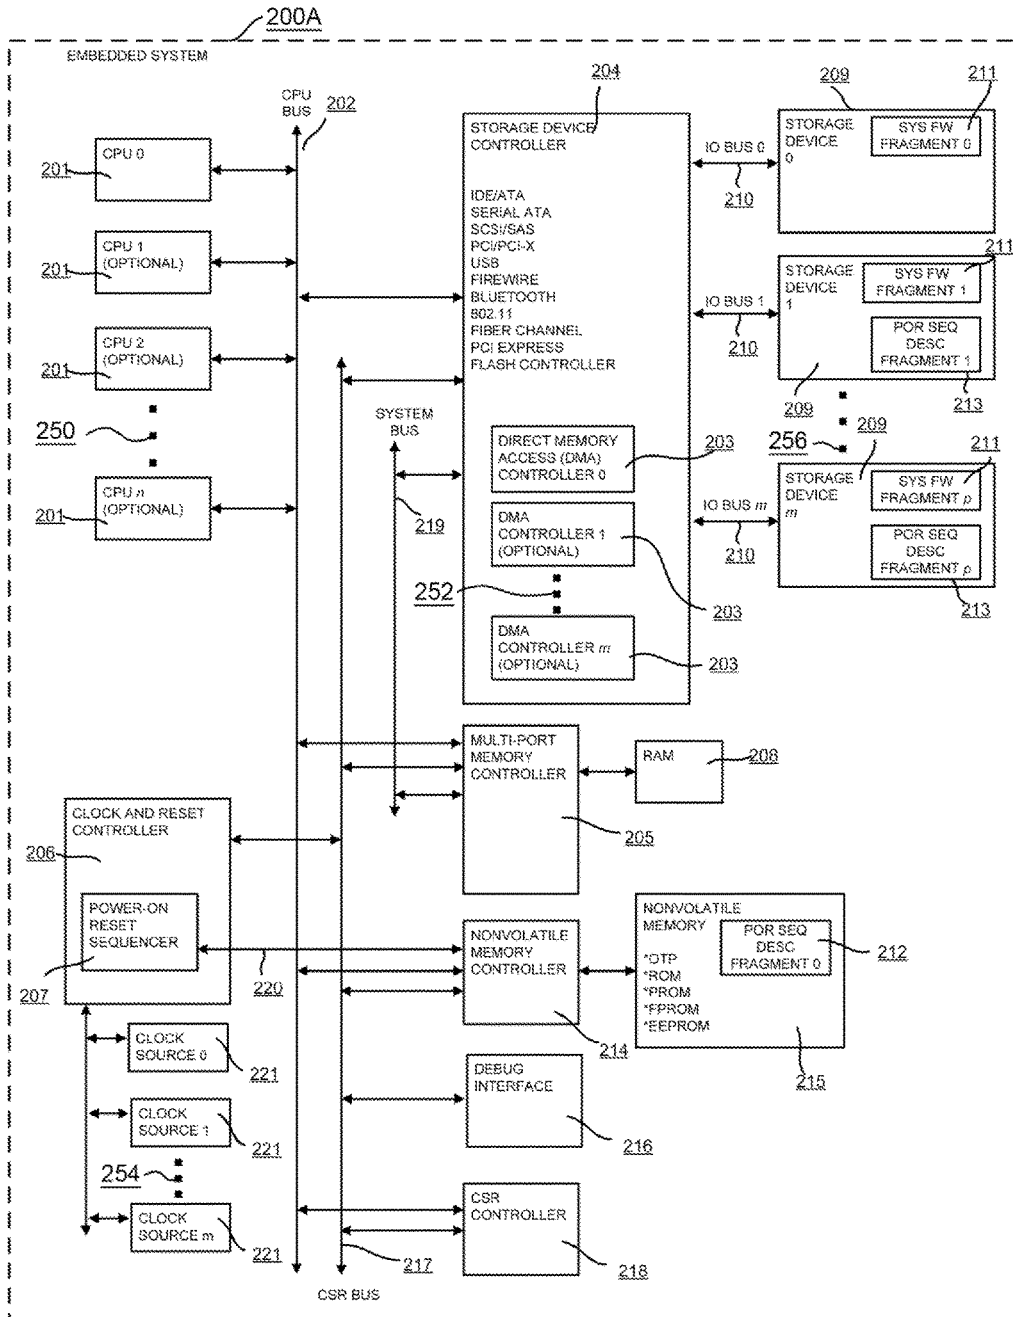 200A
EMBEDDED SYSTEM
CPU
BUS
202
CPU 0
201
CPU 1
(OPTIONAL)
201
CPU 2
(OPTIONAL)
201
250
CPU n
(OPTIONAL)
201
204
STORAGE DEVICE
CONTROLLER
IDE/ATA
SERIAL ATA
SCSI/SAS
PCI/PCI-X
USB
FIREWIRE
BLUETOOTH
802.11
FIBER CHANNEL
PCI EXPRESS
FLASH CONTROLLER
SYSTEM
BUS
219
DIRECT MEMORY
ACCESS (DMA)
CONTROLLER 0
203
DMA
CONTROLLER 1
(OPTIONAL)
203
252
DMA
CONTROLLER m
(OPTIONAL)
203
IO BUS 0
210
209
STORAGE
DEVICE
0
211
SYS FW
FRAGMENT 0
IO BUS 1
210
STORAGE
DEVICE
1
211
SYS FW
FRAGMENT 1
POR SEQ
DESC
FRAGMENT 1
209
213
256
209
IO BUS m
210
STORAGE
DEVICE
m
211
SYS FW
FRAGMENT p
POR SEQ
DESC
FRAGMENT p
213
MULTI-PORT
MEMORY
CONTROLLER
205
RAM
208
CLOCK AND RESET
CONTROLLER
206
POWER-ON
RESET
SEQUENCER
207
220
NONVOLATILE
MEMORY
CONTROLLER
214
NONVOLATILE
MEMORY
*OTP
*ROM
*PROM
*FPROM
*EEPROM
POR SEQ
DESC
FRAGMENT 0
212
215
CLOCK
SOURCE 0
221
CLOCK
SOURCE 1
221
254
CLOCK
SOURCE m
221
DEBUG
INTERFACE
216
CSR
CONTROLLER
218
217
CSR BUS